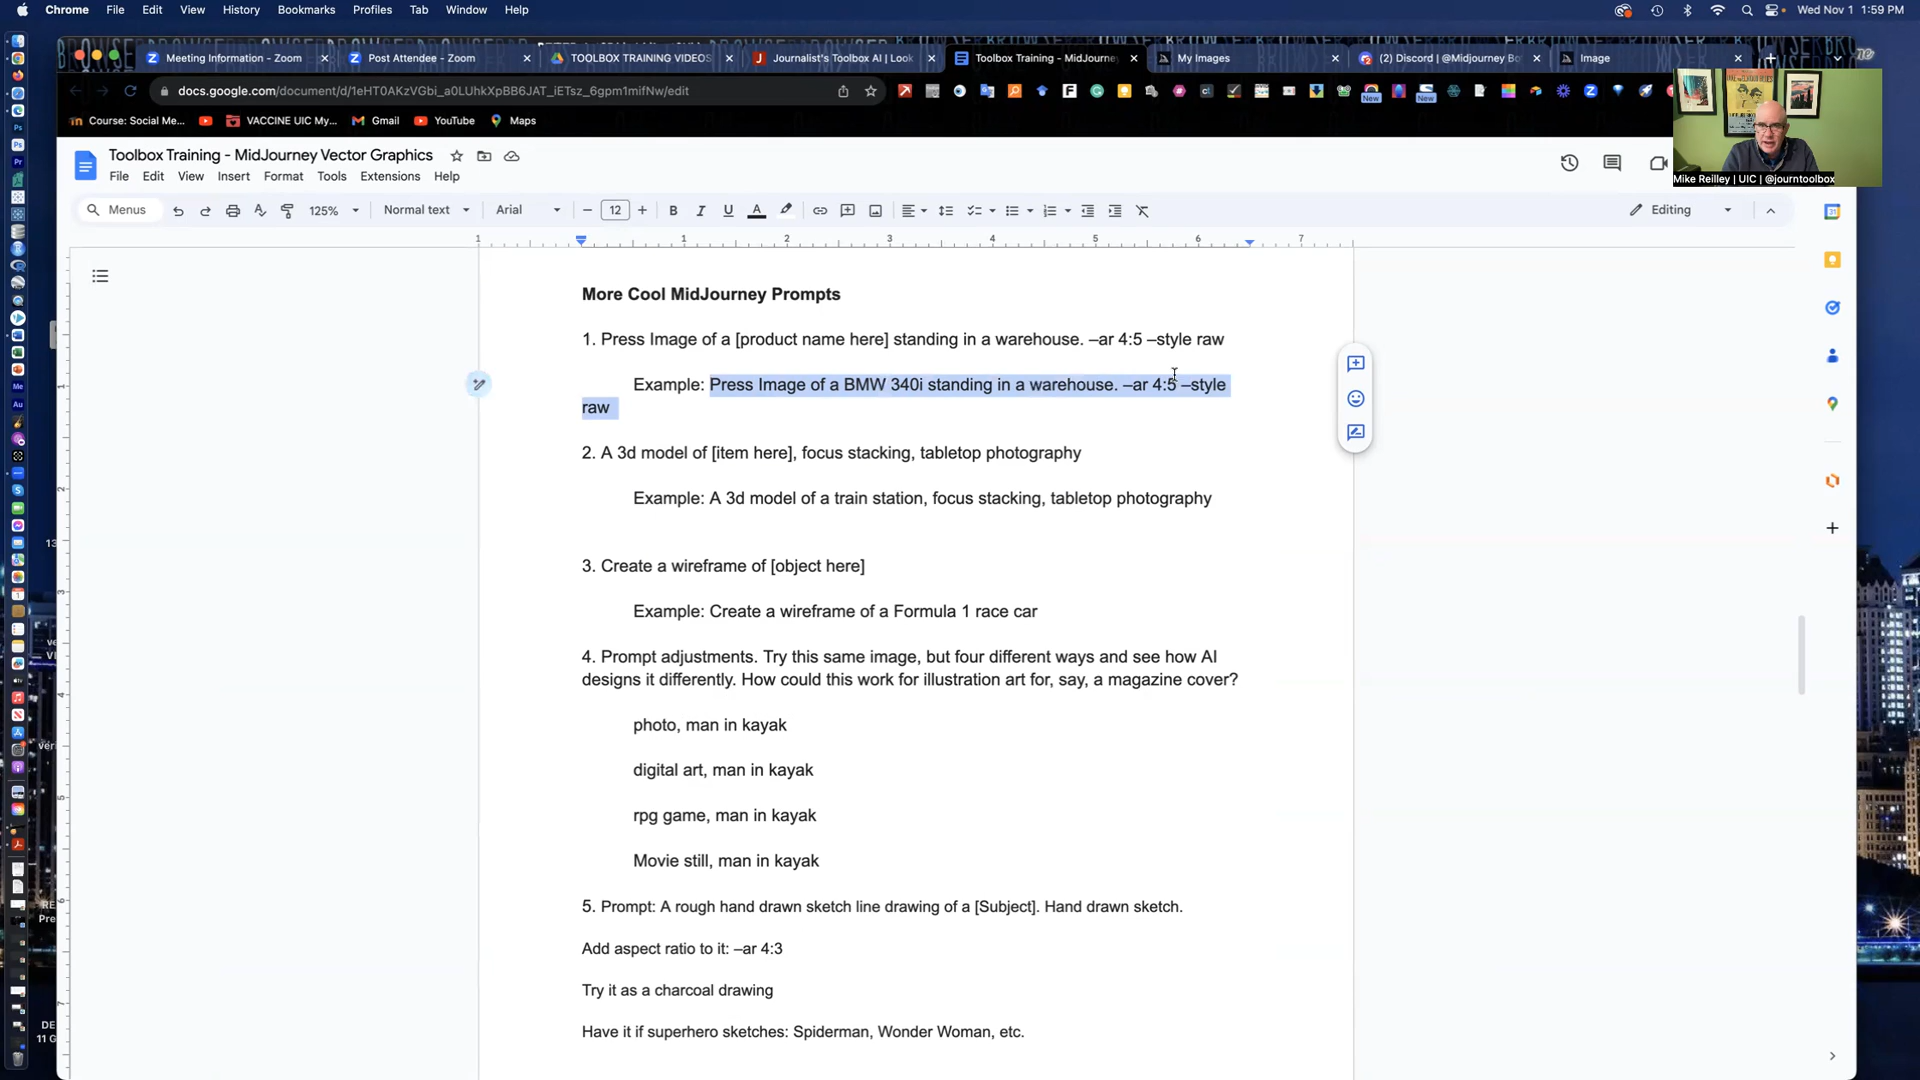 Chrome File Edit View History Bookmarks Profiles Tab Window Help Wed Nov 1 1:59 PM
Meeting Information - Zoom Post Attendee - Zoom TOOLBOX TRAINING VIDEOS Journalist's Toolbox AI | Look Toolbox Training - MidJourne My Images (2) Discord | @Midjourney Bo Image
docs.google.com/document/d/1eHT0AKzVGbi_a0LUhkXpBB6JAT_iETsz_6gpm1mifNw/edit
New New
Course: Social Me... VACCINE UIC My... Gmail YouTube Maps
Toolbox Training - MidJourney Vector Graphics
File Edit View Insert Format Tools Extensions Help
Mike Reilley | UIC | @journtoolbox
Menus 125% Normal text Arial 12 Editing
1 1 2 3 4 5 6 7
More Cool MidJourney Prompts
1. Press Image of a [product name here] standing in a warehouse. –ar 4:5 –style raw
Example: Press Image of a BMW 340i standing in a warehouse. –ar 4:5 –style
raw
2. A 3d model of [item here], focus stacking, tabletop photography
Example: A 3d model of a train station, focus stacking, tabletop photography
3. Create a wireframe of [object here]
Example: Create a wireframe of a Formula 1 race car
4. Prompt adjustments. Try this same image, but four different ways and see how AI
designs it differently. How could this work for illustration art for, say, a magazine cover?
photo, man in kayak
digital art, man in kayak
rpg game, man in kayak
Movie still, man in kayak
5. Prompt: A rough hand drawn sketch line drawing of a [Subject]. Hand drawn sketch.
Add aspect ratio to it: –ar 4:3
Try it as a charcoal drawing
Have it if superhero sketches: Spiderman, Wonder Woman, etc.